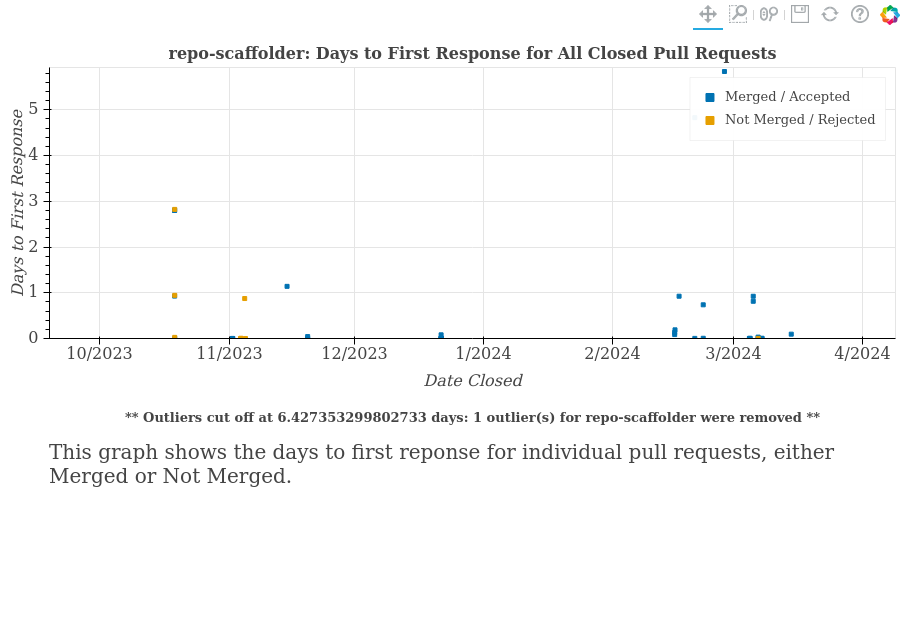 repo-scaffolder: Days to First Response for All Closed Pull Requests
Merged / Accepted
Not Merged / Rejected
Days to First Response
5
4
3
2
1
0
10/2023 11/2023 12/2023 1/2024 2/2024 3/2024 4/2024
Date Closed
** Outliers cut off at 6.427353299802733 days: 1 outlier(s) for repo-scaffolder were removed **
This graph shows the days to first reponse for individual pull requests, either
Merged or Not Merged.